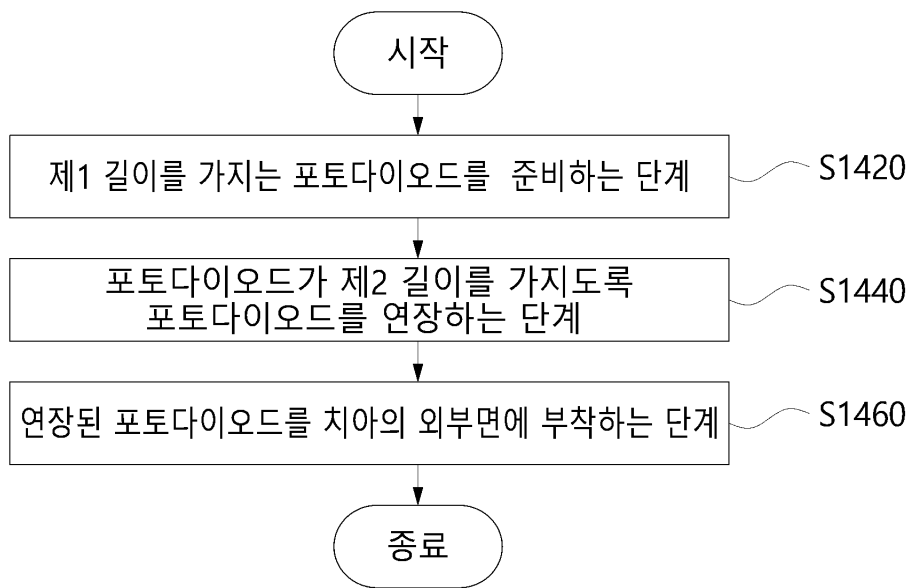 시작
제1 길이를 가지는 포토다이오드를 준비하는 단계
S1420
포토다이오드가 제2 길이를 가지도록
포토다이오드를 연장하는 단계
S1440
연장된 포토다이오드를 치아의 외부면에 부착하는 단계
S1460
종료